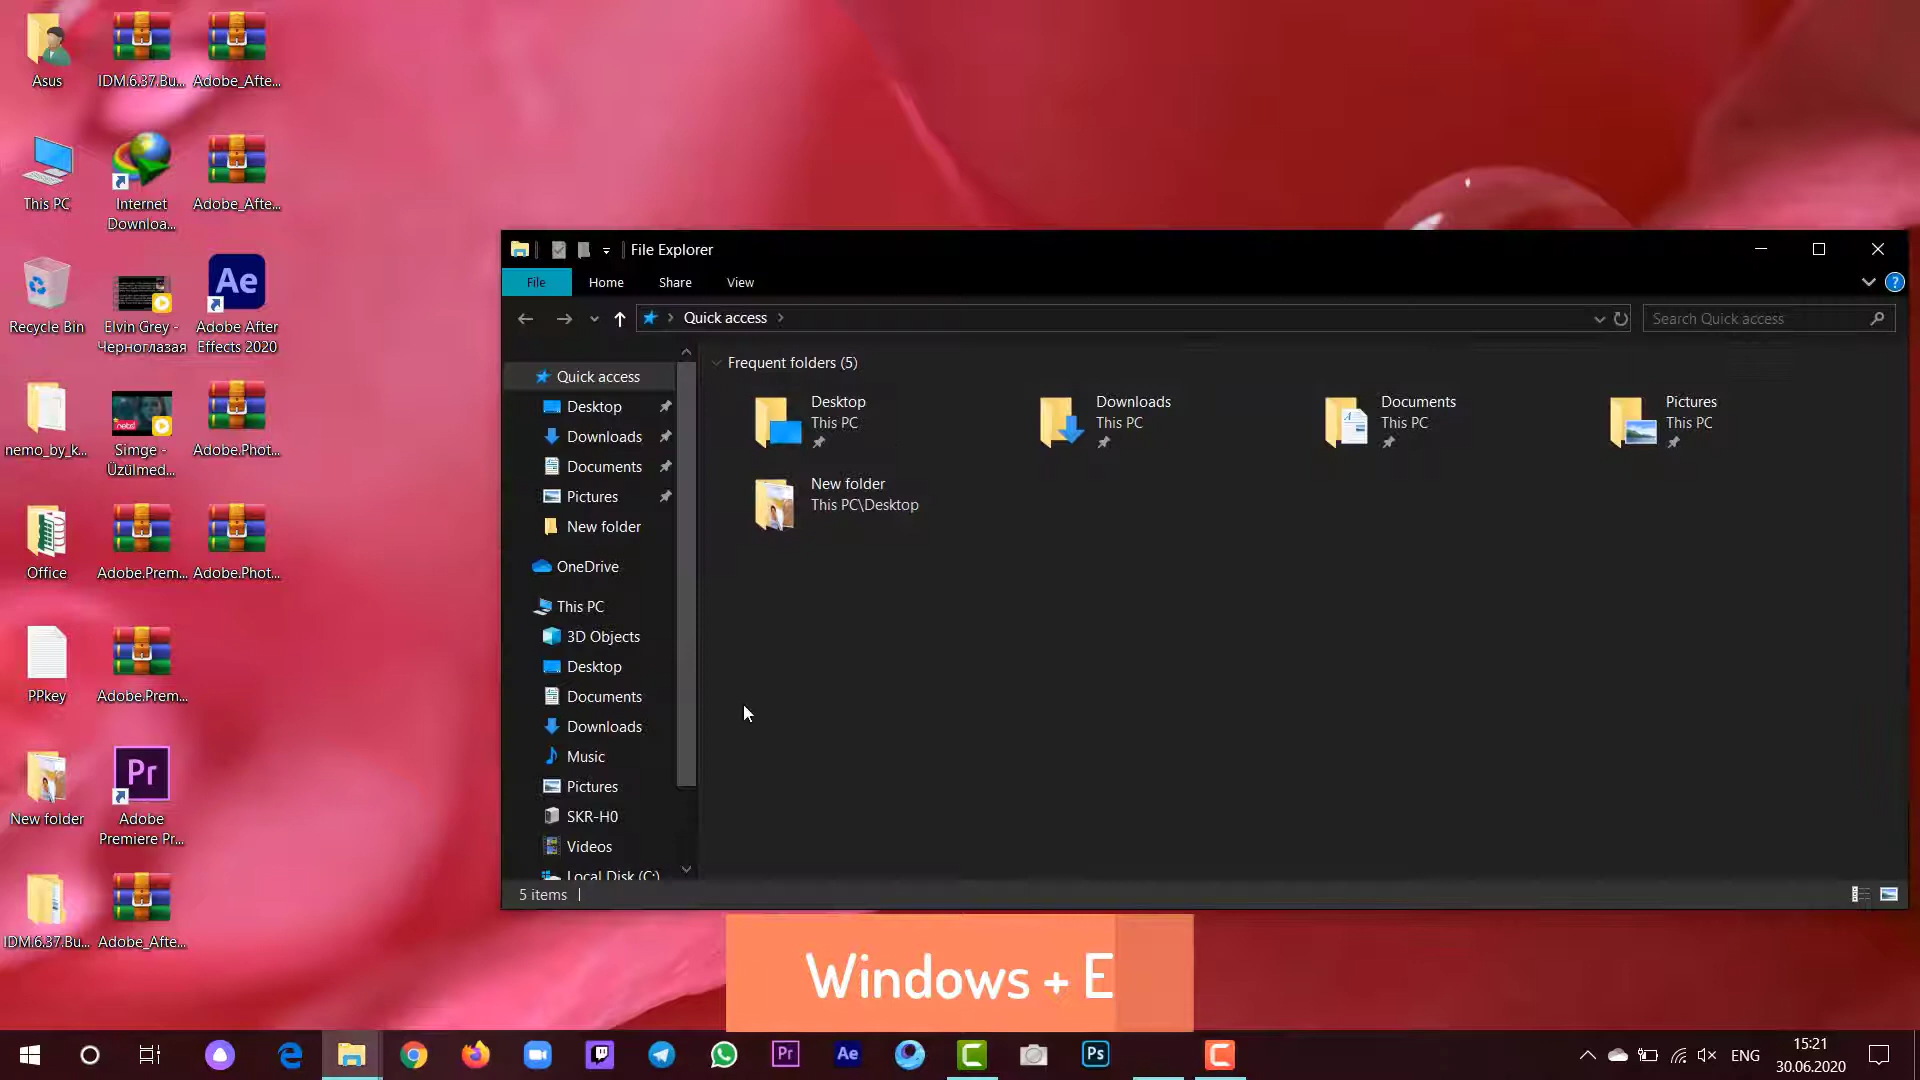 Asus
IDM.6.37.Bu...
Adobe_Afte...
This PC
Internet
Downloa...
Adobe_Afte...
Recycle Bin
Elvin Grey -
Черноглазая
Adobe After
Effects 2020
nemo_by_k...
Simge -
Üzülmed...
Adobe.Phot...
Office
Adobe.Prem...
Adobe.Phot...
PPkey
Adobe.Prem...
New folder
Adobe
Premiere Pr...
IDM.6.37.Bu...
Adobe_Afte...
File Explorer
File
Home
Share
View
Quick access
Search Quick access
Quick access
Desktop
Downloads
Documents
Pictures
New folder
OneDrive
This PC
3D Objects
Desktop
Documents
Downloads
Music
Pictures
SKR-H0
Videos
Local Disk (C:)
Frequent folders (5)
Desktop
This PC
Downloads
This PC
Documents
This PC
Pictures
This PC
New folder
This PC\Desktop
5 items
Windows + E
ENG
15:21
30.06.2020